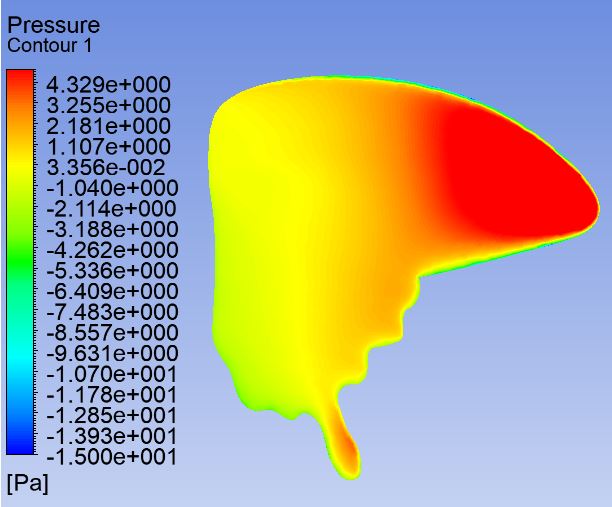 Pressure
Contour 1
4.329e+000
3.255e+000
2.181e+000
1.107e+000
3.356e-002
-1.040e+000
-2.114e+000
-3.188e+000
-4.262e+000
-5.336e+000
-6.409e+000
-7.483e+000
-8.557e+000
-9.631e+000
-1.070e+001
-1.178e+001
-1.285e+001
-1.393e+001
-1.500e+001
[Pa]